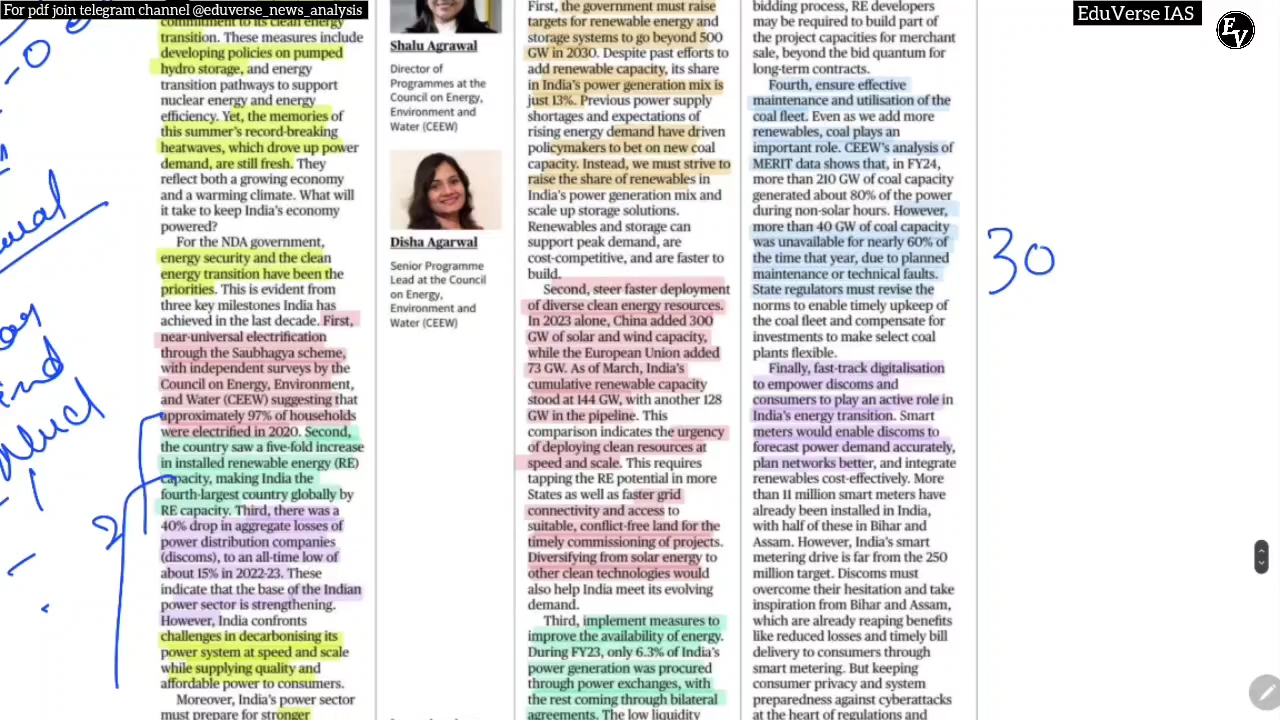 For pdf join telegram channel @eduverse_news_analysis
EduVerse IAS
EV
commitment to its clean energy
transition. These measures include
developing policies on pumped
hydro storage, and energy
transition pathways to support
nuclear energy and energy
efficiency. Yet, the memories of
this summer's record-breaking
heatwaves, which drove up power
demand, are still fresh. They
reflect both a growing economy
and a warming climate. What will
it take to keep India's economy
powered?
For the NDA government,
energy security and the clean
energy transition have been the
priorities. This is evident from
three key milestones India has
achieved in the last decade. First,
near-universal electrification
through the Saubhagya scheme,
with independent surveys by the
Council on Energy, Environment,
and Water (CEEW) suggesting that
approximately 97% of households
were electrified in 2020. Second,
the country saw a five-fold increase
in installed renewable energy (RE)
capacity, making India the
fourth-largest country globally by
RE capacity. Third, there was a
40% drop in aggregate losses of
power distribution companies
(discoms), to an all-time low of
about 15% in 2022-23. These
indicate that the base of the Indian
power sector is strengthening.
However, India confronts
challenges in decarbonising its
power system at speed and scale
while supplying quality and
affordable power to consumers.
Moreover, India's power sector
must prepare for stronger
Shalu Agrawal
Director of
Programmes at the
Council on Energy,
Environment and
Water (CEEW)
Disha Agarwal
Senior Programme
Lead at the Council
on Energy,
Environment and
Water (CEEW)
First, the government must raise
targets for renewable energy and
storage systems to go beyond 500
GW in 2030. Despite past efforts to
add renewable capacity, its share
in India's power generation mix is
just 13%. Previous power supply
shortages and expectations of
rising energy demand have driven
policymakers to bet on new coal
capacity. Instead, we must strive to
raise the share of renewables in
India's power generation mix and
scale up storage solutions.
Renewables and storage can
support peak demand, are
cost-competitive, and are faster to
build.
Second, steer faster deployment
of diverse clean energy resources.
In 2023 alone, China added 300
GW of solar and wind capacity,
while the European Union added
73 GW. As of March, India's
cumulative renewable capacity
stood at 144 GW, with another 128
GW in the pipeline. This
comparison indicates the urgency
of deploying clean resources at
speed and scale. This requires
tapping the RE potential in more
States as well as faster grid
connectivity and access to
suitable, conflict-free land for the
timely commissioning of projects.
Diversifying from solar energy to
other clean technologies would
also help India meet its evolving
demand.
Third, implement measures to
improve the availability of energy.
During FY23, only 6.3% of India's
power generation was procured
through power exchanges, with
the rest coming through bilateral
agreements. The low liquidity
bidding process, RE developers
may be required to build part of
the project capacities for merchant
sale, beyond the bid quantum for
long-term contracts.
Fourth, ensure effective
maintenance and utilisation of the
coal fleet. Even as we add more
renewables, coal plays an
important role. CEEW's analysis of
MERIT data shows that, in FY24,
more than 210 GW of coal capacity
generated about 80% of the power
during non-solar hours. However,
more than 40 GW of coal capacity
was unavailable for nearly 60% of
the time that year, due to planned
maintenance or technical faults.
State regulators must revise the
norms to enable timely upkeep of
the coal fleet and compensate for
investments to make select coal
plants flexible.
Finally, fast-track digitalisation
to empower discoms and
consumers to play an active role in
India's energy transition. Smart
meters would enable discoms to
forecast power demand accurately,
plan networks better, and integrate
renewables cost-effectively. More
than 11 million smart meters have
already been installed in India,
with half of these in Bihar and
Assam. However, India's smart
metering drive is far from the 250
million target. Discoms must
overcome their hesitation and take
inspiration from Bihar and Assam,
which are already reaping benefits
like reduced losses and timely bill
delivery to consumers through
smart metering. But keeping
consumer privacy and system
preparedness against cyberattacks
at the heart of regulations and
30
2